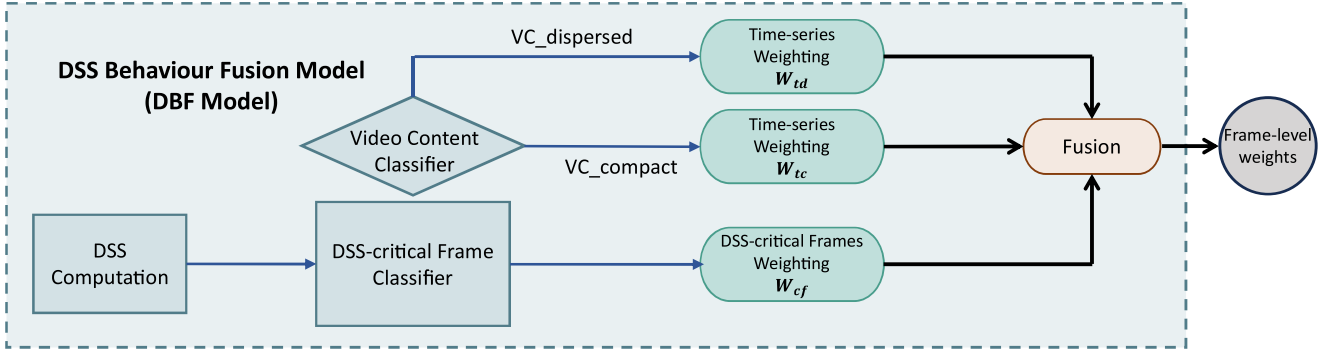 DSS Behaviour Fusion Model
(DBF Model)
VC_dispersed
Time-series
Weighting
W_td
Video Content
Classifier
VC_compact
Time-series
Weighting
W_tc
Fusion
Frame-level
weights
DSS
Computation
DSS-critical Frame
Classifier
DSS-critical Frames
Weighting
W_cf